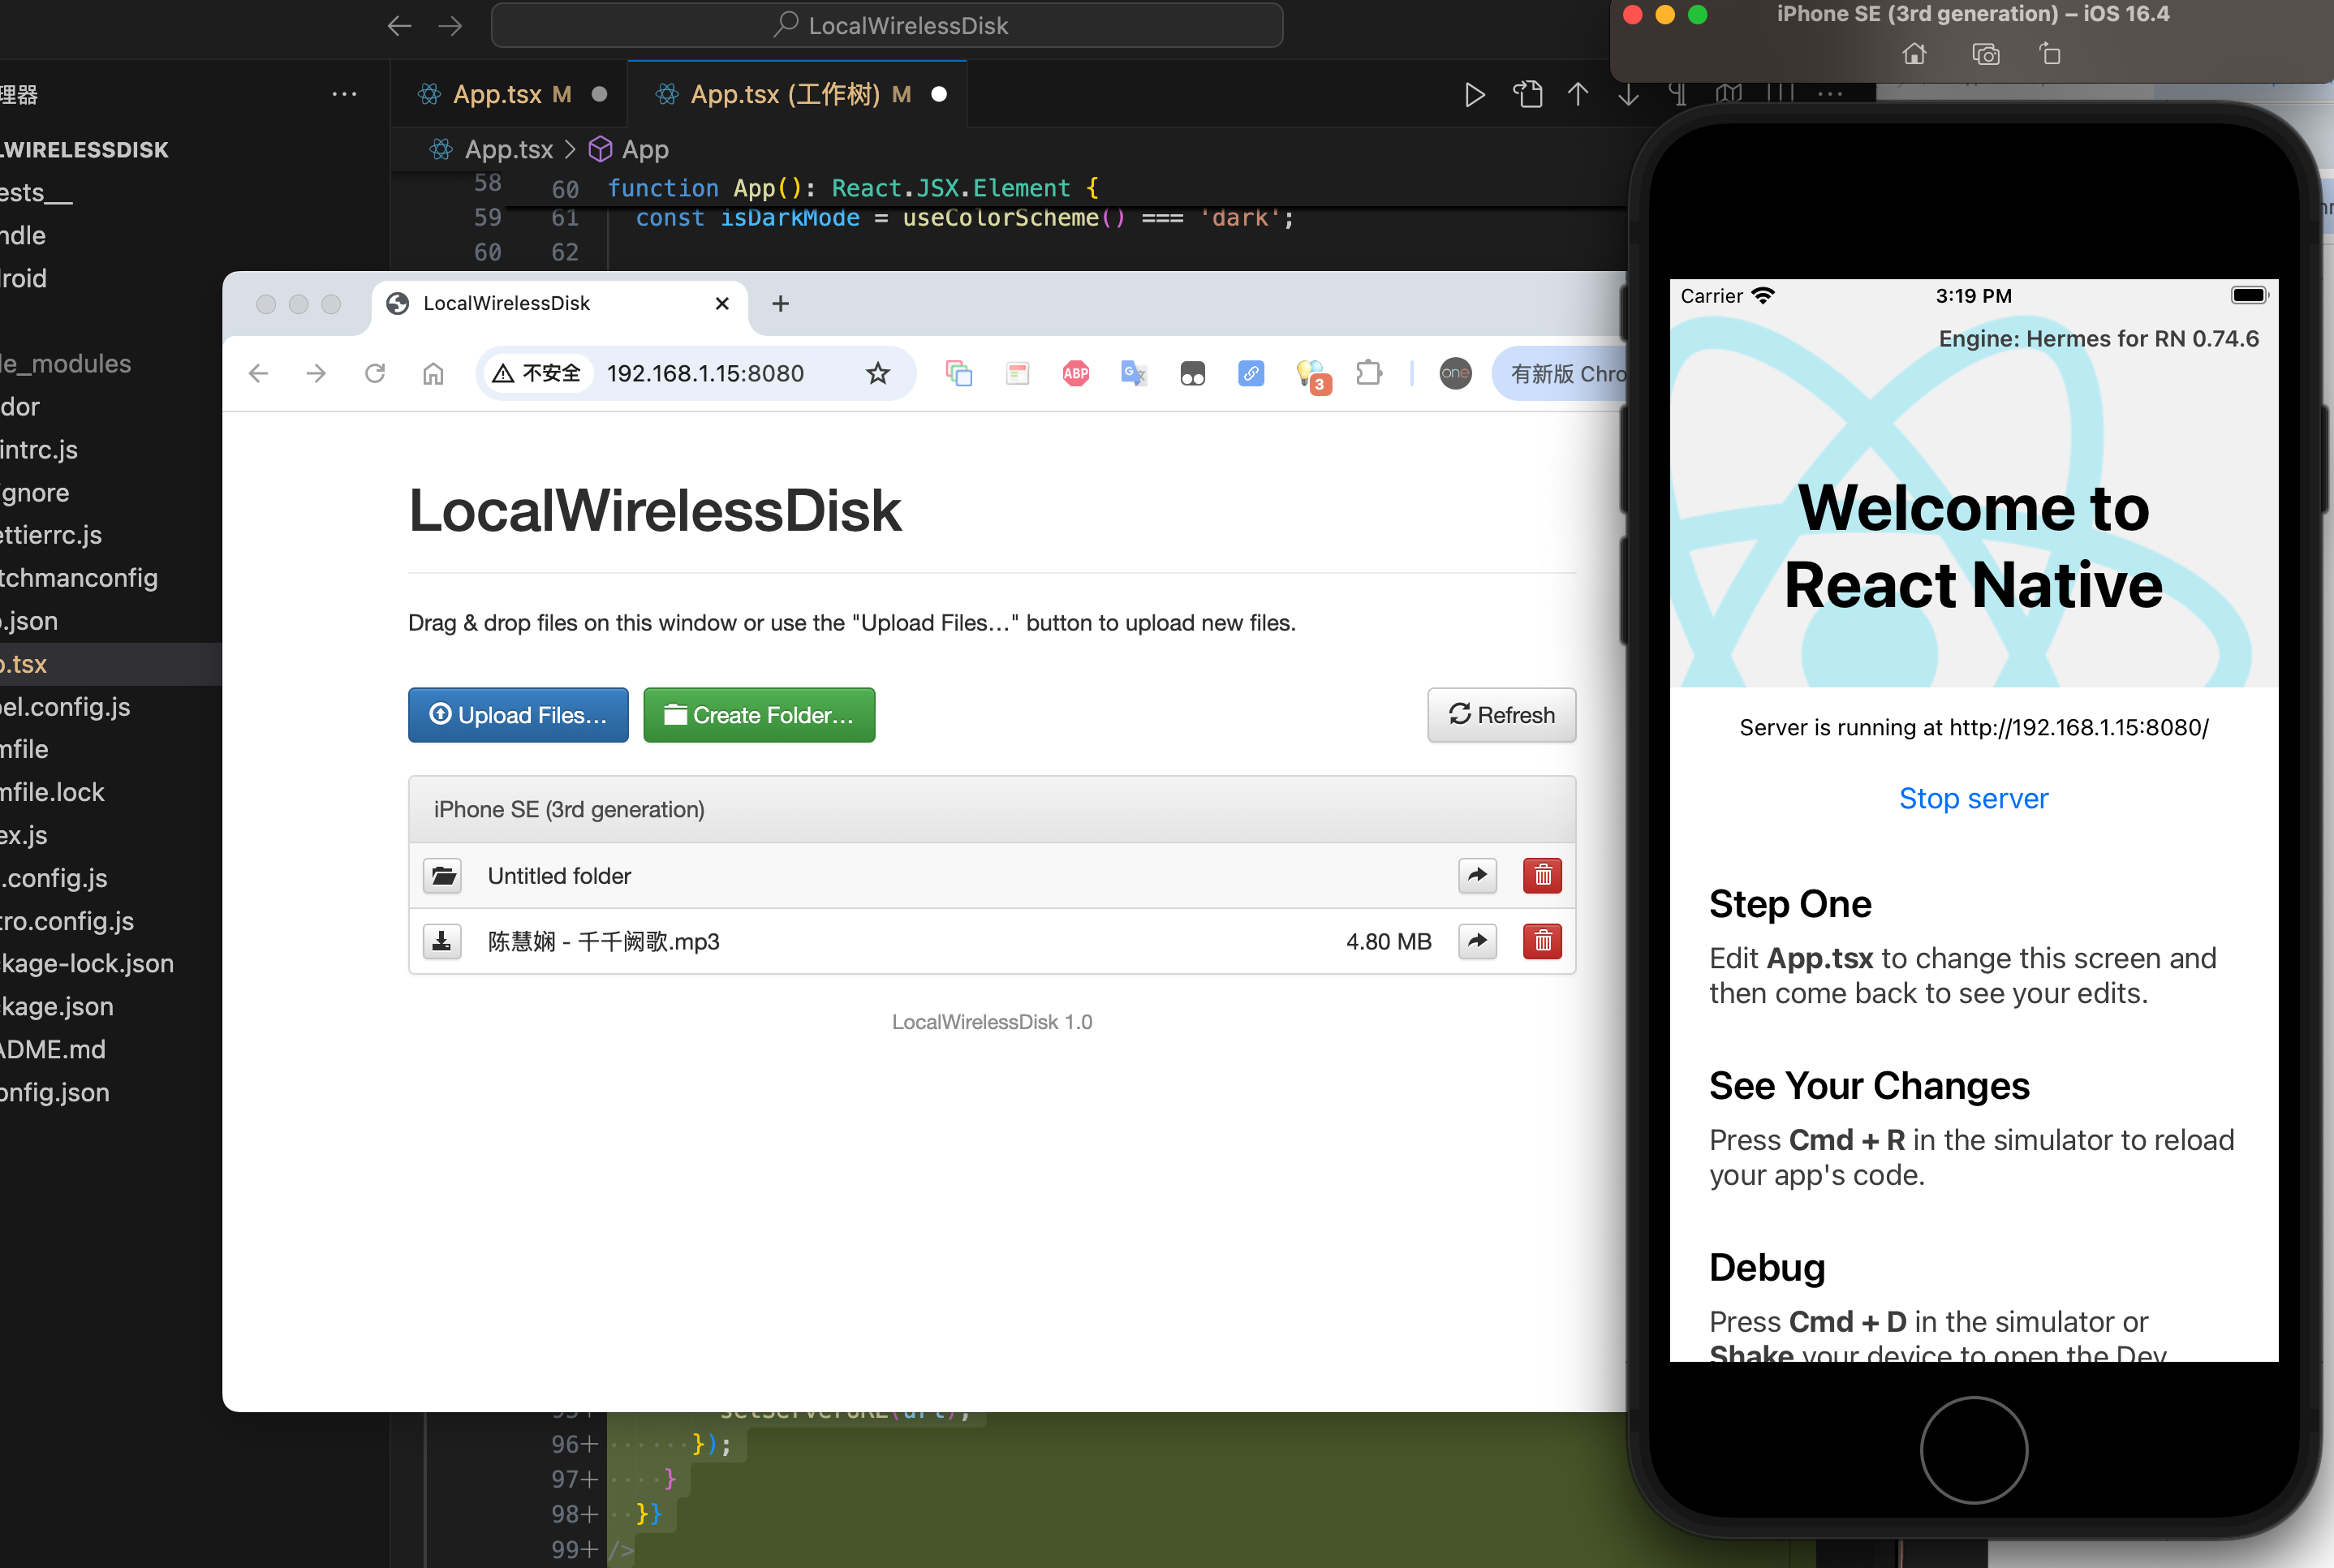 LocalWirelessDisk
理器
App.tsx M
App.tsx (工作树) M
App.tsx > App
LWIRELESSDISK
ests__
ndle
roid
le_modules
dor
intrc.js
gnore
ettierrc.js
tchmanconfig
.json
.tsx
el.config.js
mfile
mfile.lock
ex.js
.config.js
tro.config.js
kage-lock.json
kage.json
ADME.md
onfig.json
58 60 function App(): React.JSX.Element {
59 61 const isDarkMode = useColorScheme() === 'dark';
60 62
LocalWirelessDisk
不安全 192.168.1.15:8080
ABP
G
3
one
有新版 Chro
LocalWirelessDisk
Drag & drop files on this window or use the "Upload Files…" button to upload new files.
Upload Files…
Create Folder…
Refresh
iPhone SE (3rd generation)
Untitled folder
陈慧娴 - 千千阙歌.mp3 4.80 MB
LocalWirelessDisk 1.0
96+ });
97+ }
98+ }}
99+ />
iPhone SE (3rd generation) – iOS 16.4
Carrier 3:19 PM
Engine: Hermes for RN 0.74.6
Welcome to
React Native
Server is running at http://192.168.1.15:8080/
Stop server
Step One
Edit App.tsx to change this screen and
then come back to see your edits.
See Your Changes
Press Cmd + R in the simulator to reload
your app's code.
Debug
Press Cmd + D in the simulator or
Shake your device to open the Dev